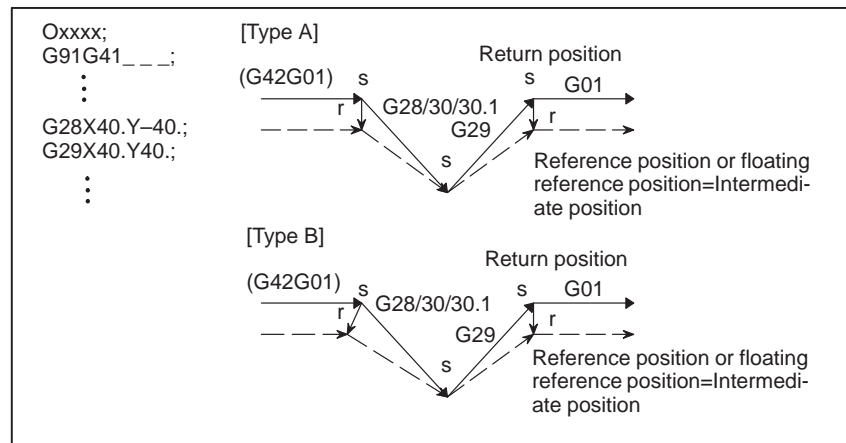 Oxxxx;
G91G41_ _ _;
G28X40.Y–40.;
G29X40.Y40.;
[Type A]
Return position
(G42G01)
s
s
G01
r
G28/30/30.1
r
G29
s
Reference position or floating
reference position=Intermedi-
ate position
[Type B]
Return position
(G42G01)
s
s
G01
r
G28/30/30.1
r
G29
s
Reference position or floating
reference position=Intermedi-
ate position